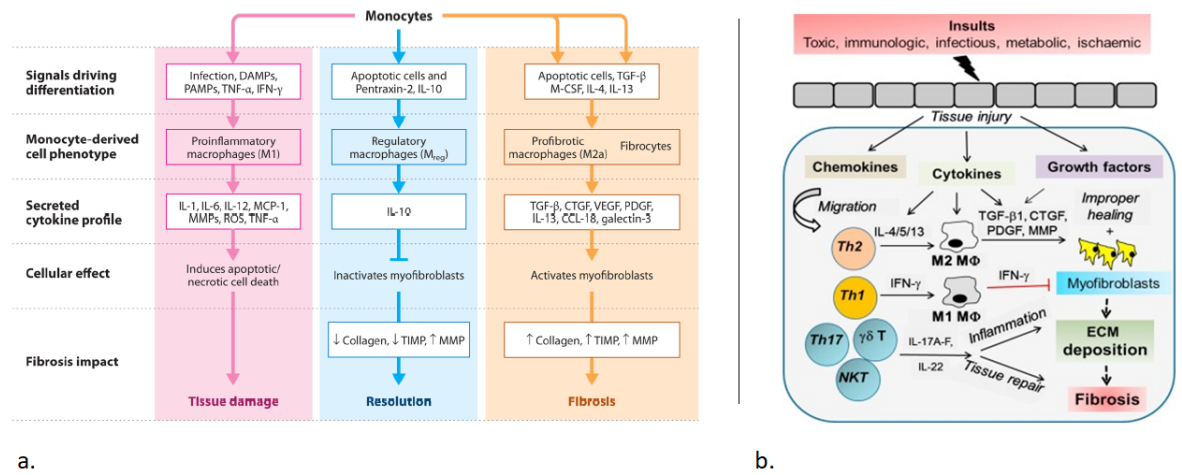 Monocytes
Signals driving
differentiation
Infection, DAMPs,
PAMPs, TNF-α, IFN-γ
Apoptotic cells and
Pentraxin-2, IL-10
Apoptotic cells, TGF-β
M-CSF, IL-4, IL-13
Monocyte-derived
cell phenotype
Proinflammatory
macrophages (M1)
Regulatory
macrophages (Mreg)
Profibrotic
macrophages (M2a)
Fibrocytes
Secreted
cytokine profile
IL-1, IL-6, IL-12, MCP-1,
MMPs, ROS, TNF-α
IL-10
TGF-β, CTGF, VEGF, PDGF,
IL-13, CCL-18, galectin-3
Cellular effect
Induces apoptotic/
necrotic cell death
Inactivates myofibroblasts
Activates myofibroblasts
Fibrosis impact
↓ Collagen, ↓ TIMP, ↑ MMP
↑ Collagen, ↑ TIMP, ↑ MMP
Tissue damage
Resolution
Fibrosis
a.
Insults
Toxic, immunologic, infectious, metabolic, ischaemic
Tissue injury
Chemokines
Cytokines
Growth factors
Migration
Th2
IL-4/5/13
M2 MΦ
TGF-β1, CTGF,
PDGF, MMP
Improper
healing
+
Myofibroblasts
Th1
IFN-γ
M1 MΦ
IFN-γ
Th17
γδ T
NKT
IL-17A-F,
IL-22
Inflammation
Tissue repair
ECM
deposition
Fibrosis
b.